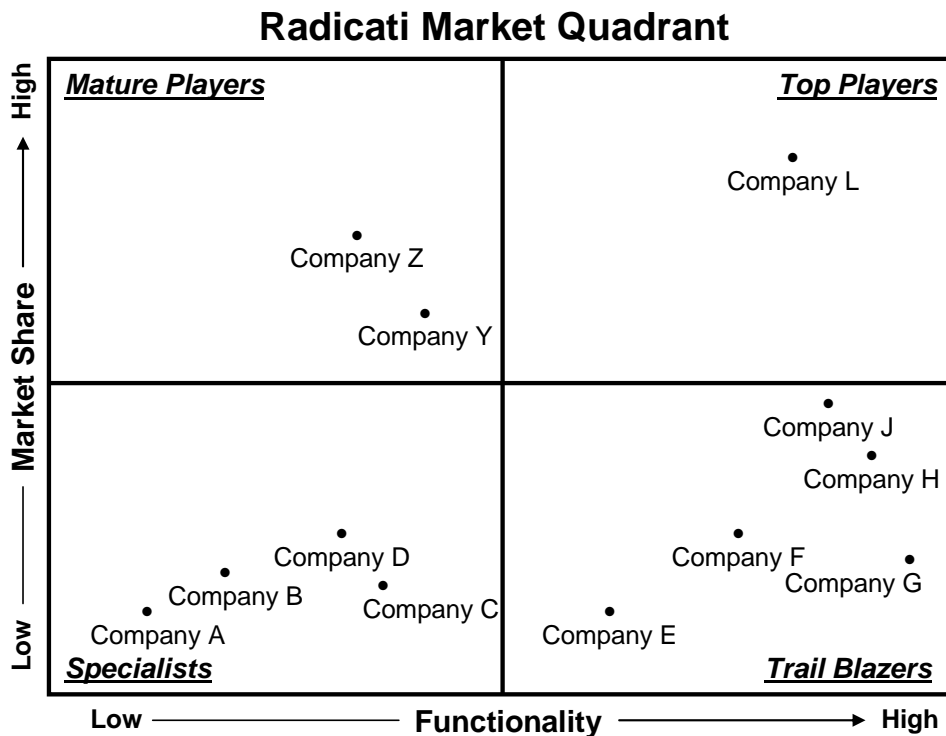 Radicati Market Quadrant
High
Market Share
Low
Mature Players
Top Players
Company L
Company Z
Company Y
Company J
Company H
Company D
Company F
Company B
Company C
Company G
Company A
Company E
Specialists
Trail Blazers
Low
Functionality
High